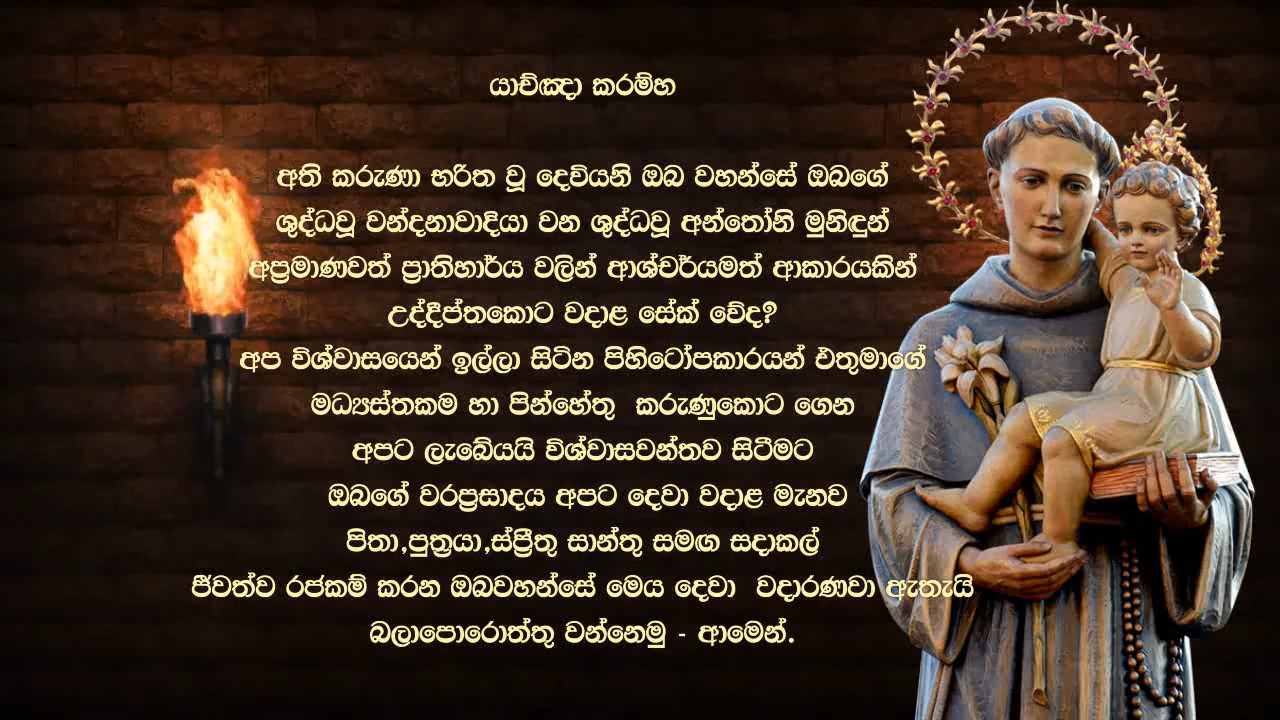 යාච්ඤා කරම්හ
අති කරුණා භරිත වූ දෙවියනි ඔබ වහන්සේ ඔබගේ
ශුද්ධවූ වන්දනාවාදියා වන ශුද්ධවූ අන්තෝනි මුනිඳුන්
අප්‍රමාණවත් ප්‍රාතිහාර්ය වලින් ආශ්චර්යමත් ආකාරයකින්
උද්දීප්තකොට වදාළ සේක් වේද?
අප විශ්වාසයෙන් ඉල්ලා සිටින පිහිටෝපකාරයන් එතුමාගේ
මධ්‍යස්තකම හා පින්හේතු කරුණුකොට ගෙන
අපට ලැබේයයි විශ්වාසවන්තව සිටීමට
ඔබගේ වරප්‍රසාදය අපට දෙවා වදාළ මැනව
පිතා,පුත්‍රයා,ස්ප්‍රීතු සාන්තු සමඟ සදාකල්
ජීවත්ව රජකම් කරන ඔබවහන්සේ මෙය දෙවා වදාරණවා ඇතැයි
බලාපොරොත්තු වන්නෙමු - ආමෙන්.